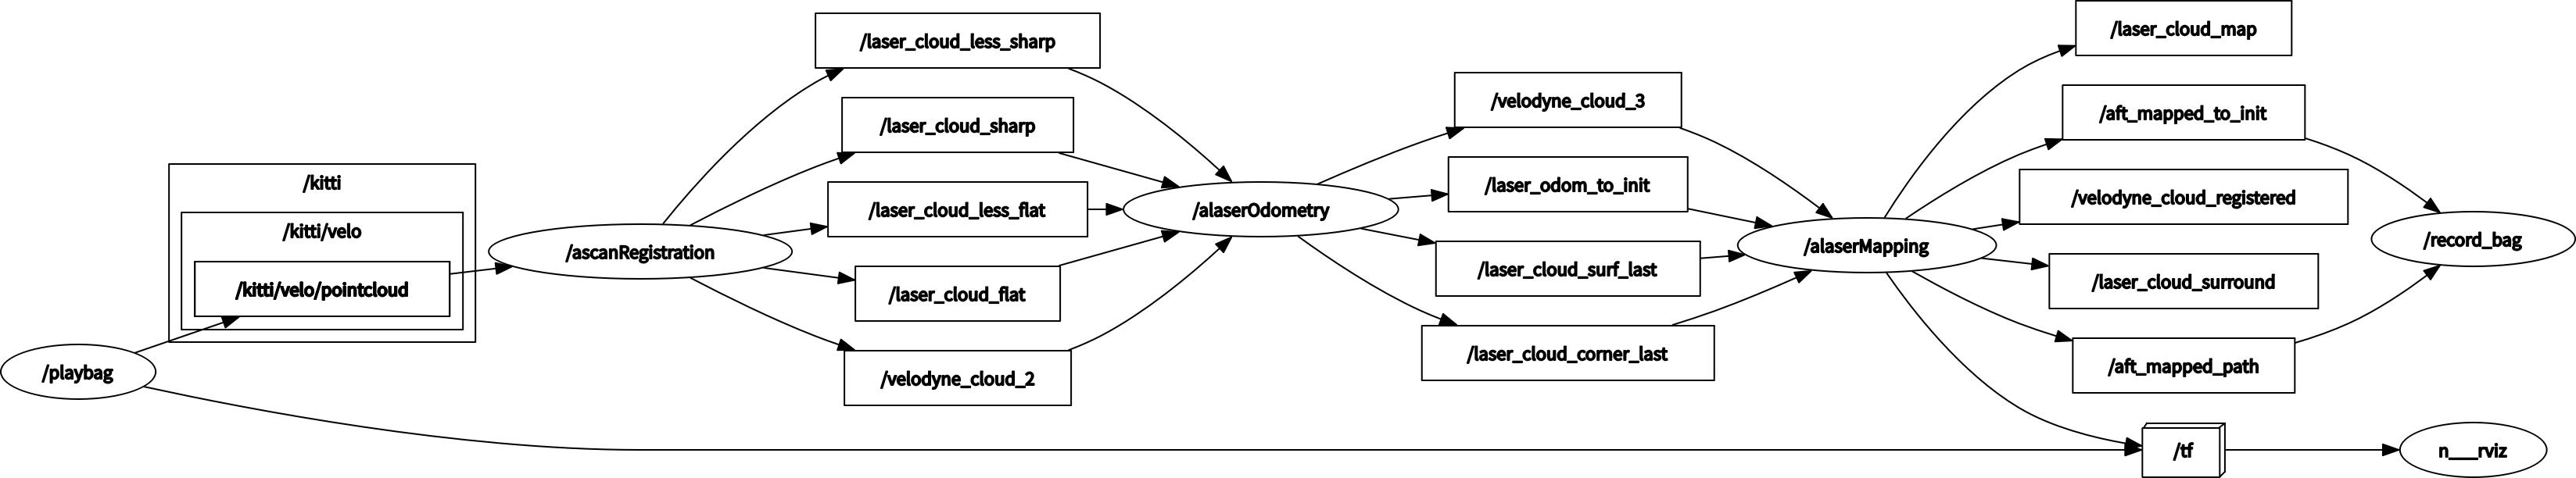 /kitti
/kitti/velo
/kitti/velo/pointcloud
/playbag
/ascanRegistration
/laser_cloud_less_sharp
/laser_cloud_sharp
/laser_cloud_less_flat
/laser_cloud_flat
/velodyne_cloud_2
/alaserOdometry
/velodyne_cloud_3
/laser_odom_to_init
/laser_cloud_surf_last
/laser_cloud_corner_last
/alaserMapping
/laser_cloud_map
/aft_mapped_to_init
/velodyne_cloud_registered
/laser_cloud_surround
/aft_mapped_path
/tf
/record_bag
n___rviz